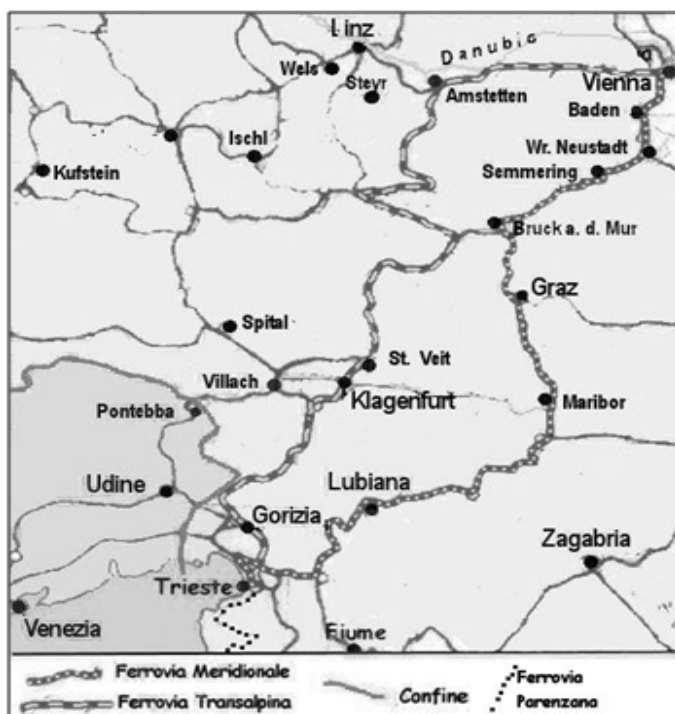 Linz
Danubio
Wels
Steyr
Amstetten
Vienna
Baden
Ischl
Wr. Neustadt
Kufstein
Semmering
Bruck a. d. Mur
Graz
Spital
St. Veit
Villach
Klagenfurt
Maribor
Pontebba
Udine
Lubiana
Gorizia
Zagabria
Trieste
Venezia
Fiume
Ferrovia Meridionale
Ferrovia Transalpina
Confine
Ferrovia
Parenzana